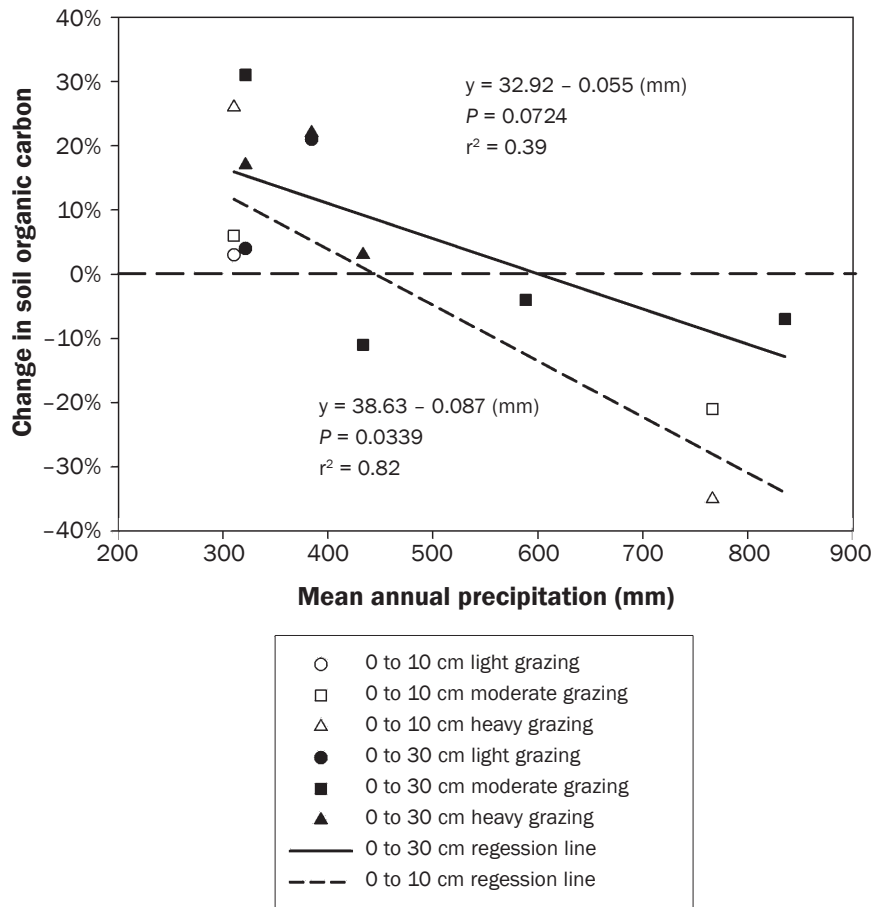 40%
30%
20%
10%
0%
–10%
–20%
–30%
–40%
Change in soil organic carbon
y = 32.92 – 0.055 (mm)
P = 0.0724
r² = 0.39
y = 38.63 – 0.087 (mm)
P = 0.0339
r² = 0.82
200 300 400 500 600 700 800 900
Mean annual precipitation (mm)
0 to 10 cm light grazing
0 to 10 cm moderate grazing
0 to 10 cm heavy grazing
0 to 30 cm light grazing
0 to 30 cm moderate grazing
0 to 30 cm heavy grazing
0 to 30 cm regession line
0 to 10 cm regession line